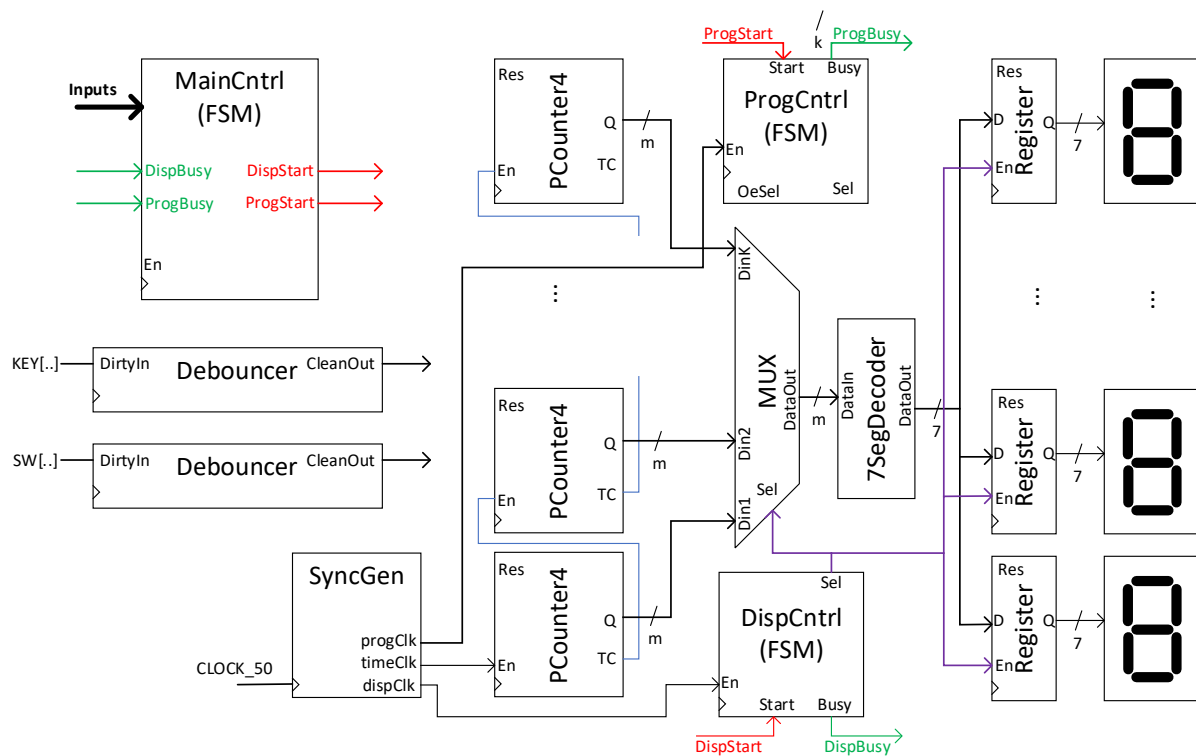 ProgStart
k
ProgBusy
Inputs
MainCntrl
(FSM)
DispBusy
DispStart
ProgBusy
ProgStart
En
Res
Q
TC
En
PCounter4
m
Start
Busy
ProgCntrl
(FSM)
En
OeSel
Sel
Res
D
Q
En
Register
7
...
KEY[..]
DirtyIn
Debouncer
CleanOut
SW[..]
DirtyIn
Debouncer
CleanOut
Res
Q
TC
En
PCounter4
m
DinK
Din2
Din1
Sel
MUX
DataOut
m
DataIn
7SegDecoder
DataOut
7
...
...
Res
D
Q
En
Register
7
SyncGen
progClk
timeClk
dispClk
CLOCK_50
Res
Q
TC
En
PCounter4
m
Sel
DispCntrl
(FSM)
En
Start
Busy
DispStart
DispBusy
Res
D
Q
En
Register
7